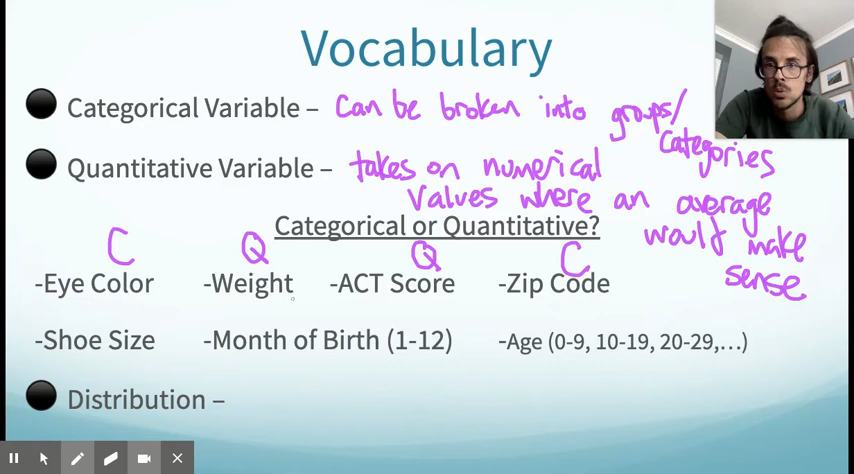 Vocabulary
Categorical Variable – Can be broken into groups/
categories
Quantitative Variable – takes on numerical
values where an average
would make
sense
Categorical or Quantitative?
C Q Q C
-Eye Color -Weight -ACT Score -Zip Code
-Shoe Size -Month of Birth (1-12) -Age (0-9, 10-19, 20-29,…)
Distribution –